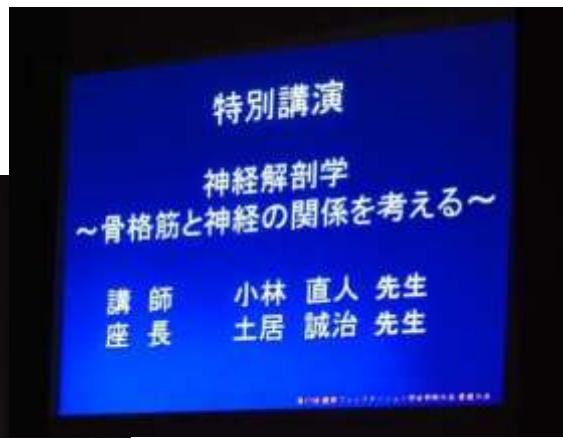 特別講演
神経解剖学
～骨格筋と神経の関係を考える～
講 師　小林 直人 先生
座 長　土居 誠治 先生